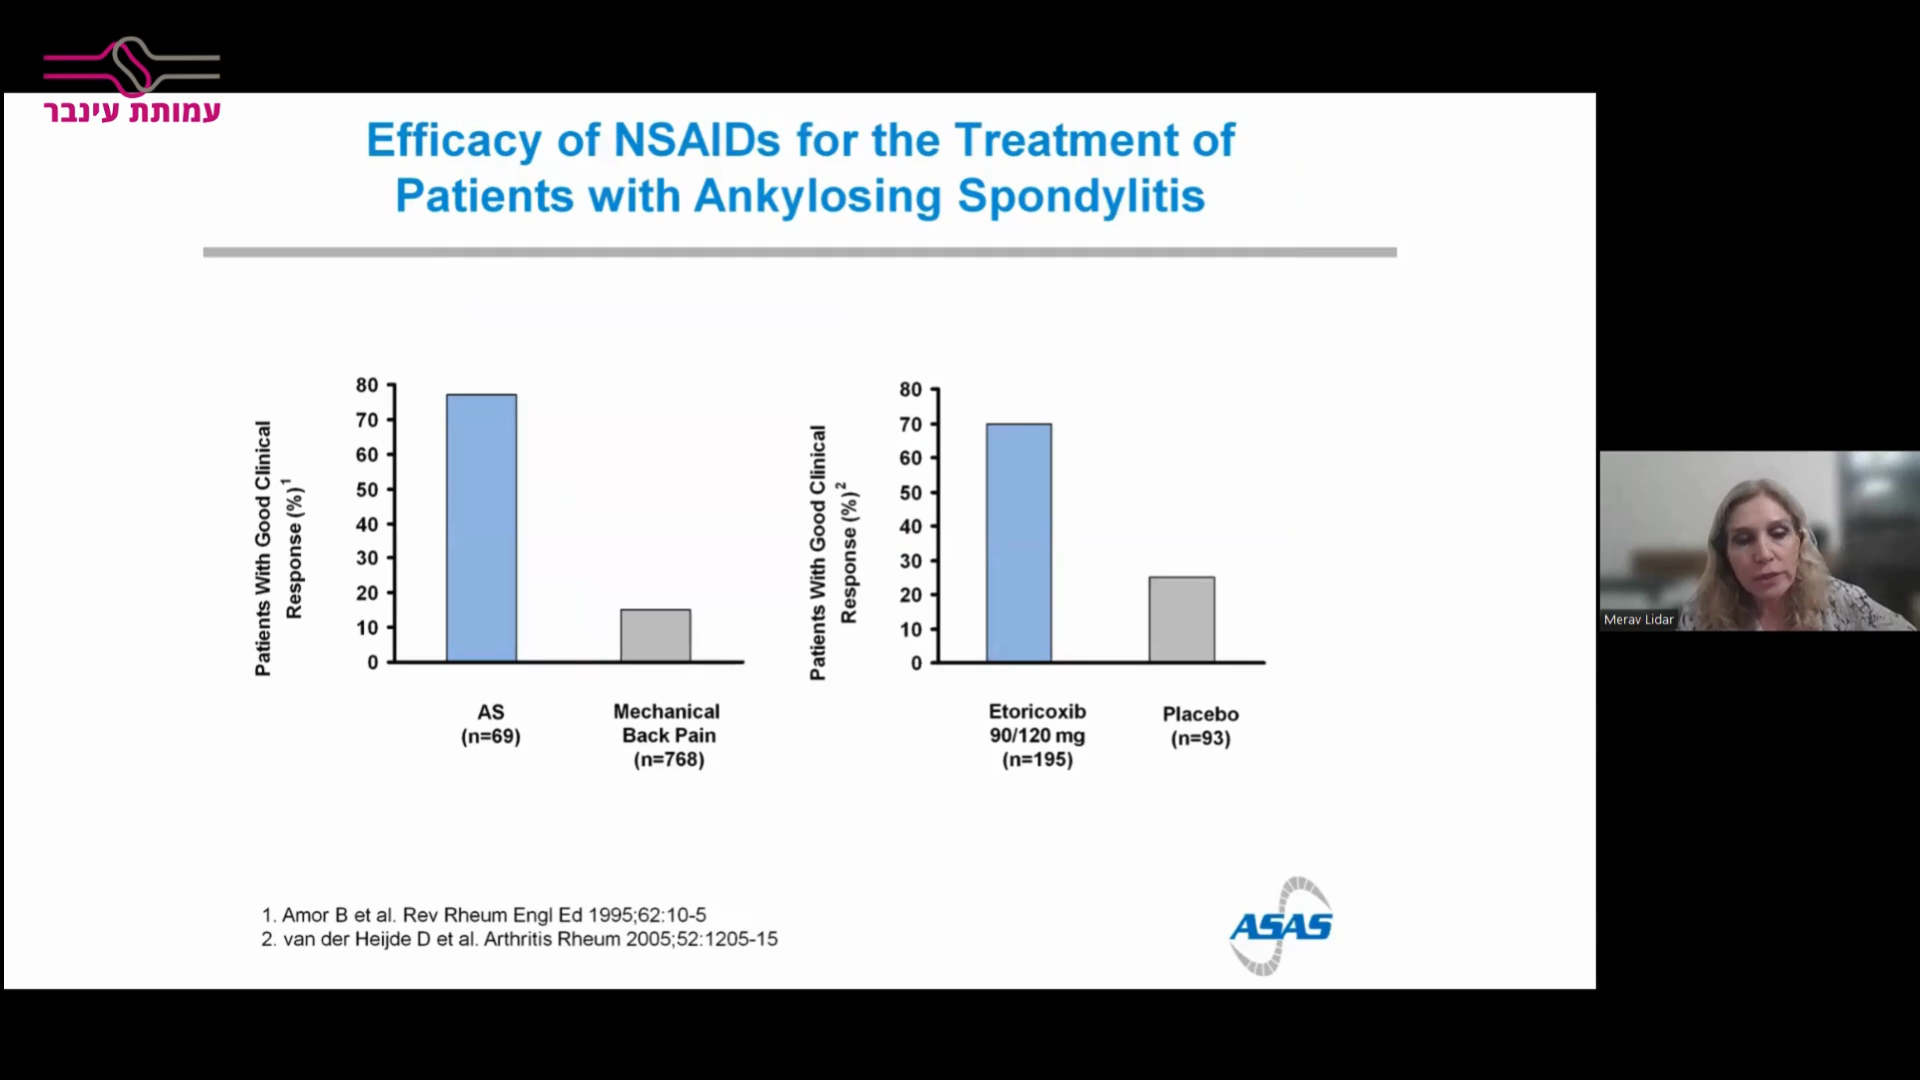 עמותת עינבר
Efficacy of NSAIDs for the Treatment of
Patients with Ankylosing Spondylitis
Patients With Good Clinical
Response (%)1
80
70
60
50
40
30
20
10
0
AS
(n=69)
Mechanical
Back Pain
(n=768)
Patients With Good Clinical
Response (%)2
80
70
60
50
40
30
20
10
0
Etoricoxib
90/120 mg
(n=195)
Placebo
(n=93)
1. Amor B et al. Rev Rheum Engl Ed 1995;62:10-5
2. van der Heijde D et al. Arthritis Rheum 2005;52:1205-15
ASAS
Merav Lidar